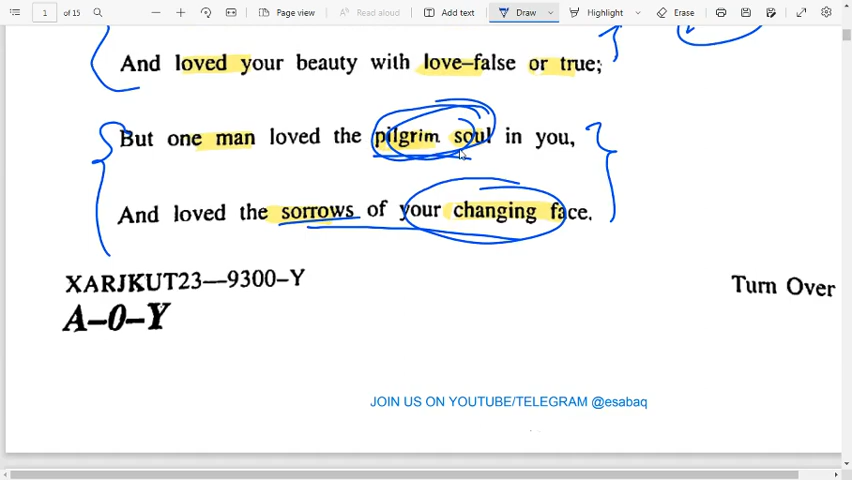 1 of 15 Page view Read aloud Add text Draw Highlight Erase
And loved your beauty with love–false or true;
But one man loved the pilgrim soul in you,
And loved the sorrows of your changing face.
XARJKUT23—9300–Y
Turn Over
A–0–Y
JOIN US ON YOUTUBE/TELEGRAM @esabaq